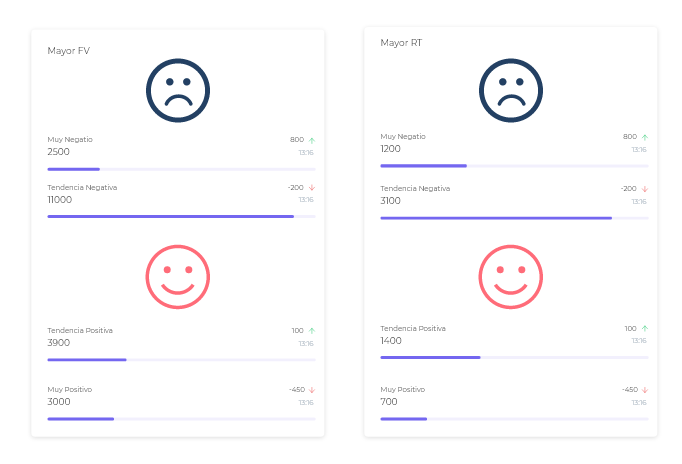 Mayor FV
Muy Negatio 800 ↑
2500 13:16
Tendencia Negativa -200 ↓
11000 13:16
Tendencia Positiva 100 ↑
3900 13:16
Muy Positivo -450 ↓
3000 13:16
Mayor RT
Muy Negatio 800 ↑
1200 13:16
Tendencia Negativa -200 ↓
3100 13:16
Tendencia Positiva 100 ↑
1400 13:16
Muy Positivo -450 ↓
700 13:16